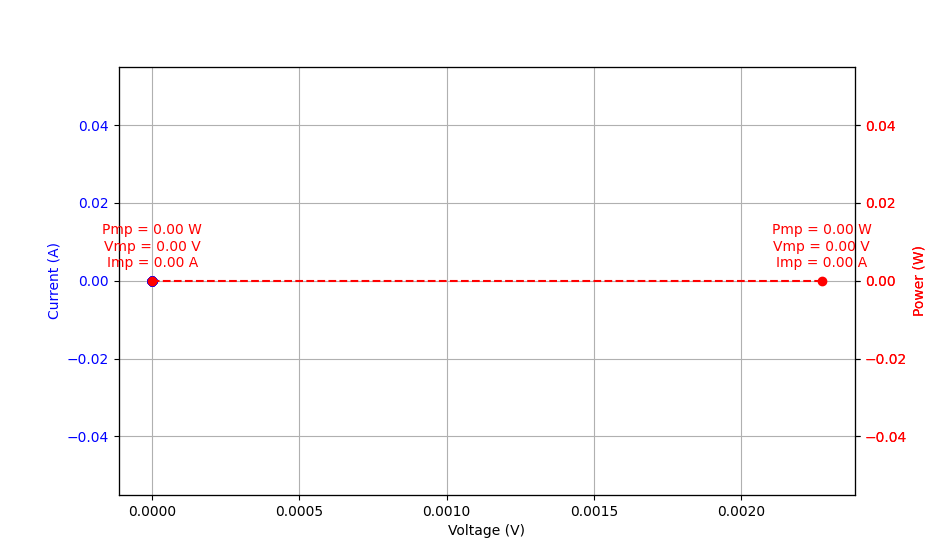 0.04
0.02
0.00
−0.02
−0.04
Current (A)
Pmp = 0.00 W
Vmp = 0.00 V
Imp = 0.00 A
Pmp = 0.00 W
Vmp = 0.00 V
Imp = 0.00 A
0.04
0.02
0.00
−0.02
−0.04
Power (W)
0.0000 0.0005 0.0010 0.0015 0.0020
Voltage (V)